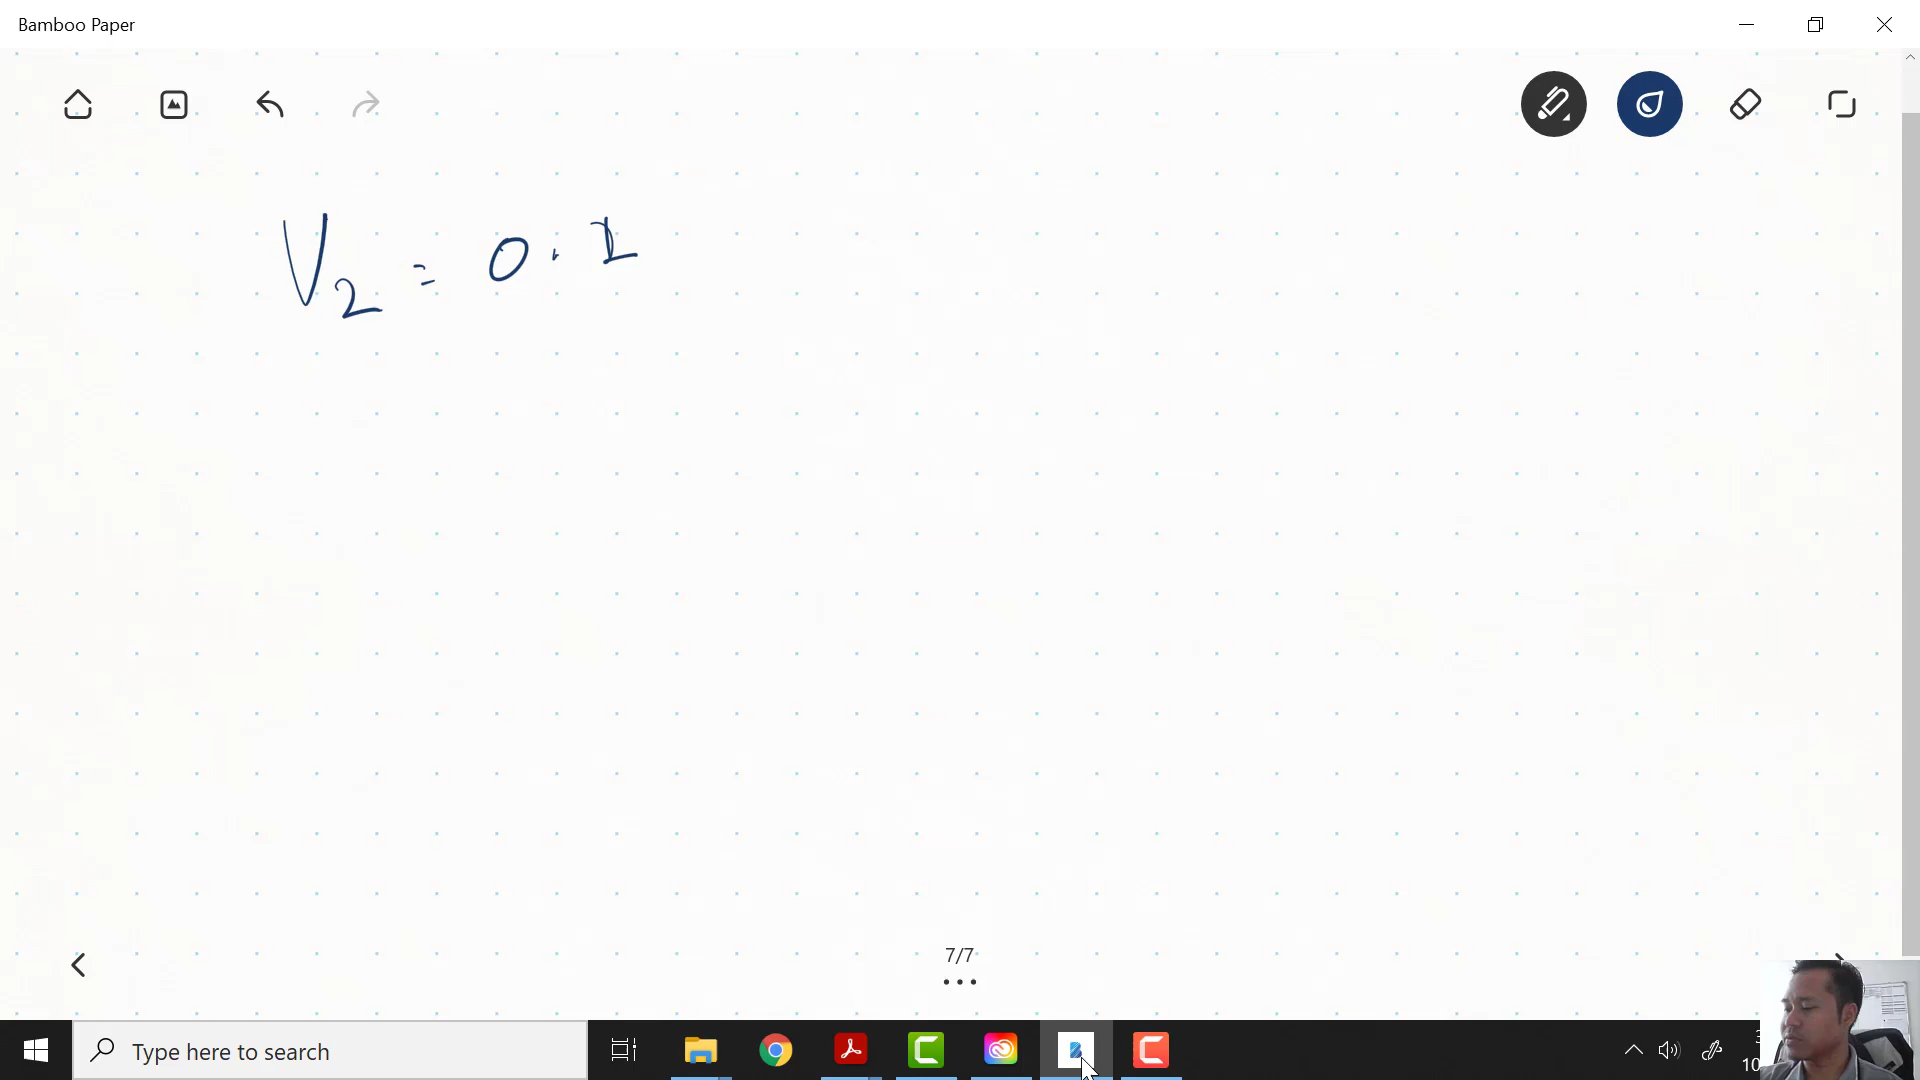 Bamboo Paper
V₂ = 0.1
7/7
Type here to search